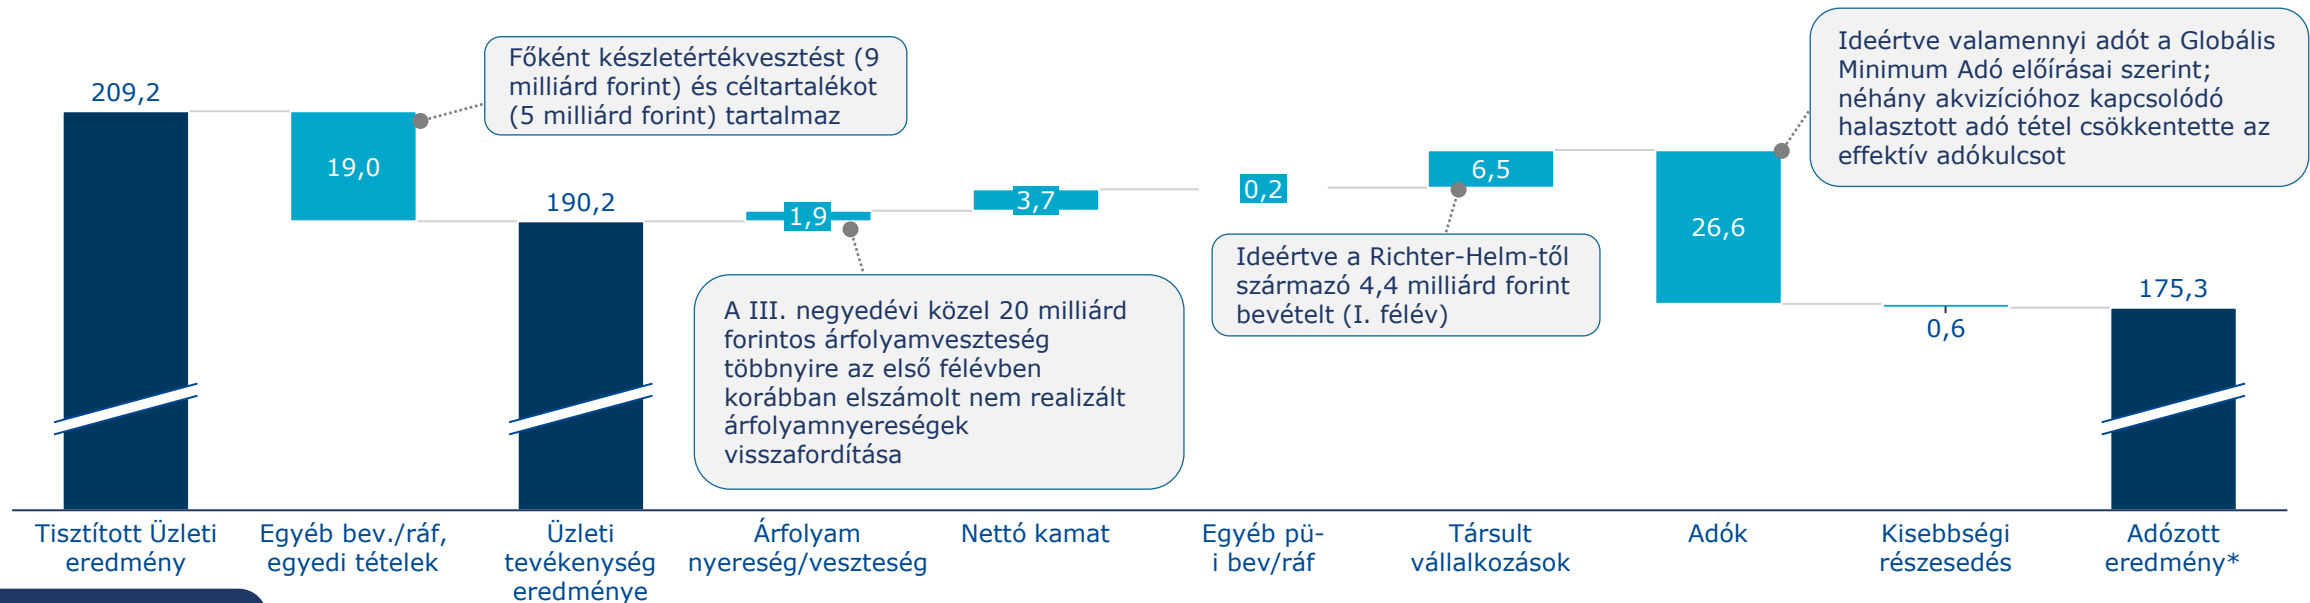 209,2
19,0
Főként készletértékvesztést (9
milliárd forint) és céltartalékot
(5 milliárd forint) tartalmaz
190,2
1,9
A III. negyedévi közel 20 milliárd
forintos árfolyamveszteség
többnyire az első félévben
korábban elszámolt nem realizált
árfolyamnyereségek
visszafordítása
3,7
0,2
6,5
Ideértve a Richter-Helm-től
származó 4,4 milliárd forint
bevételt (I. félév)
Ideértve valamennyi adót a Globális
Minimum Adó előírásai szerint;
néhány akvizícióhoz kapcsolódó
halasztott adó tétel csökkentette az
effektív adókulcsot
26,6
0,6
175,3
Tisztított Üzleti
eredmény
Egyéb bev./ráf,
egyedi tételek
Üzleti
tevékenység
eredménye
Árfolyam
nyereség/veszteség
Nettó kamat
Egyéb pü-
i bev/ráf
Társult
vállalkozások
Adók
Kisebbségi
részesedés
Adózott
eredmény*